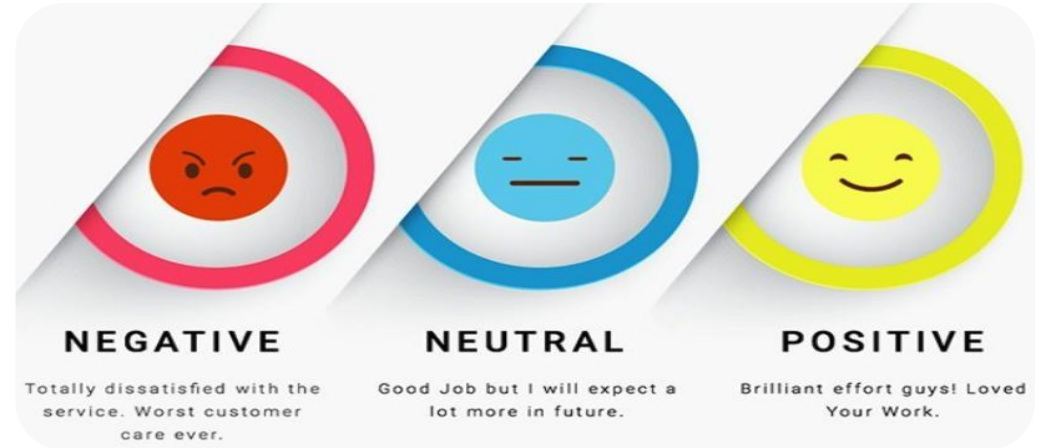 NEGATIVE
Totally dissatisfied with the
service. Worst customer
care ever.
NEUTRAL
Good Job but I will expect a
lot more in future.
POSITIVE
Brilliant effort guys! Loved
Your Work.